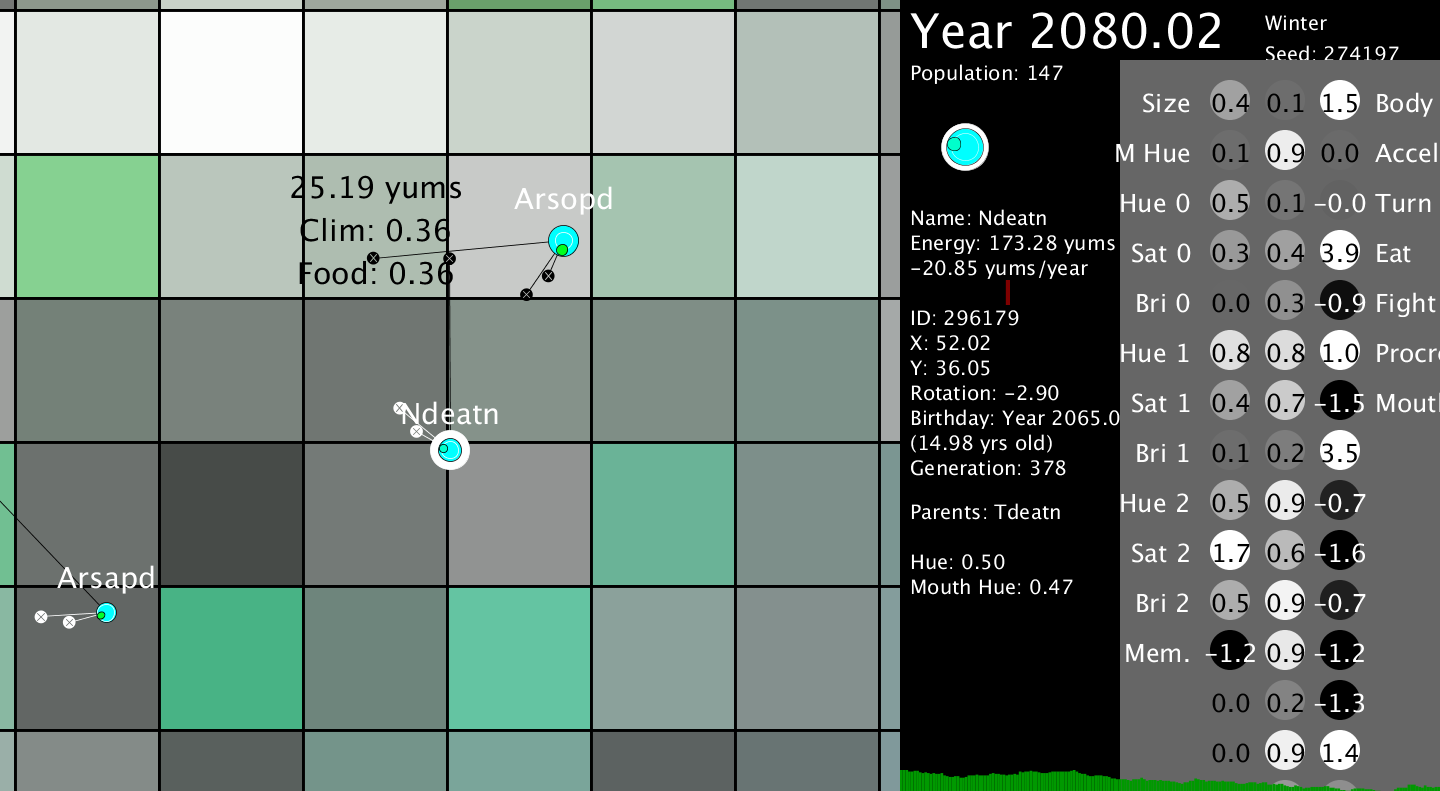 25.19 yums
Clim: 0.36
Food: 0.36
Arsopd
Ndeatn
Arsapd
Year 2080.02
Winter
Seed: 274197
Population: 147
Name: Ndeatn
Energy: 173.28 yums
-20.85 yums/year
ID: 296179
X: 52.02
Y: 36.05
Rotation: -2.90
Birthday: Year 2065.0
(14.98 yrs old)
Generation: 378
Parents: Tdeatn
Hue: 0.50
Mouth Hue: 0.47
Size 0.4 0.1 1.5 Body
M Hue 0.1 0.9 0.0 Accel
Hue 0 0.5 0.1 -0.0 Turn
Sat 0 0.3 0.4 3.9 Eat
Bri 0 0.0 0.3 -0.9 Fight
Hue 1 0.8 0.8 1.0 Procr
Sat 1 0.4 0.7 -1.5 Mout
Bri 1 0.1 0.2 3.5
Hue 2 0.5 0.9 -0.7
Sat 2 1.7 0.6 -1.6
Bri 2 0.5 0.9 -0.7
Mem. -1.2 0.9 -1.2
0.0 0.2 -1.3
0.0 0.9 1.4